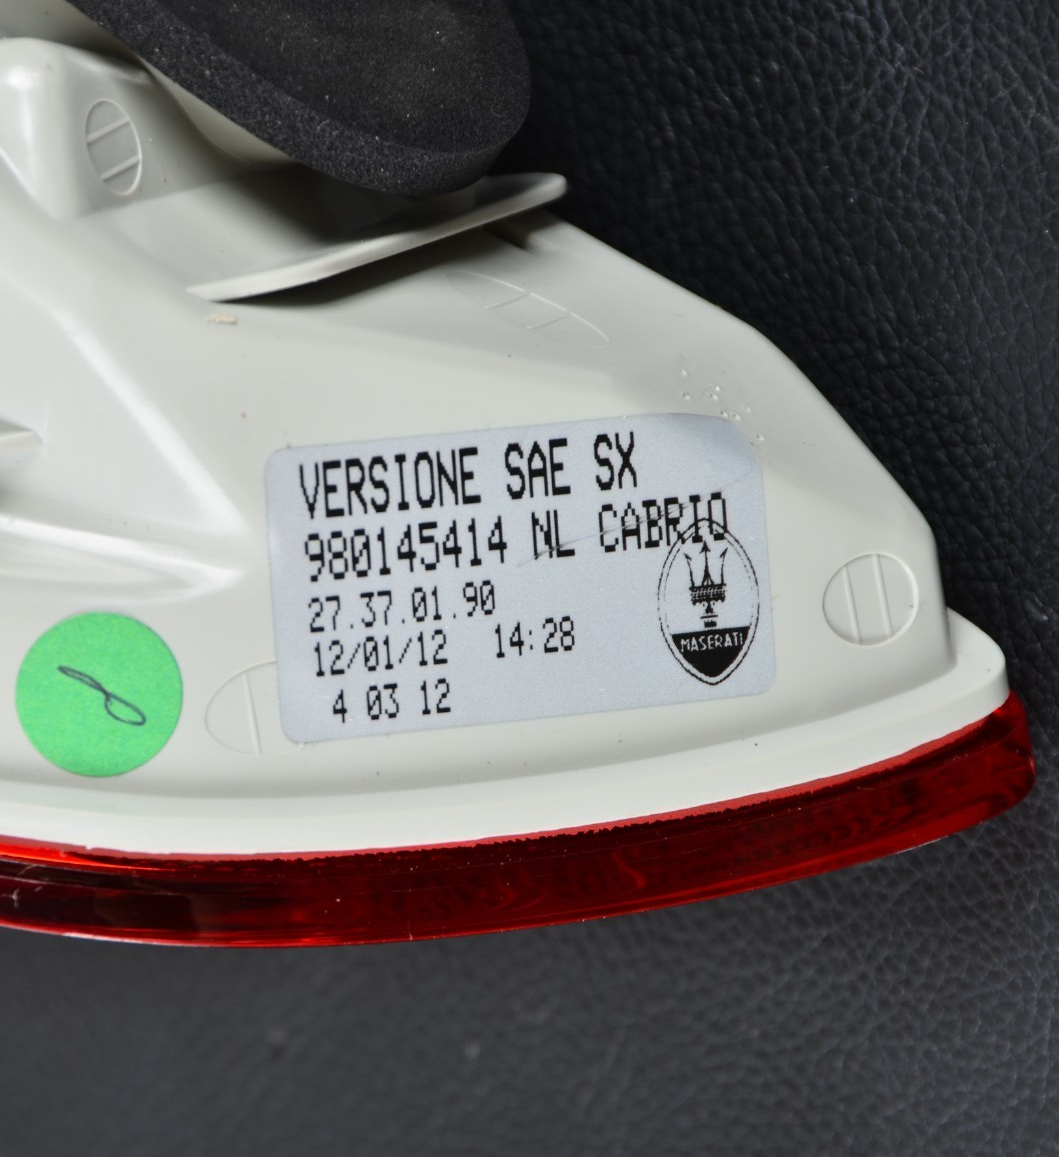 VERSIONE SAE SX
980145414 NL CABRIO
27.37.01.90
12/01/12 14:28
4 03 12
MASERATI